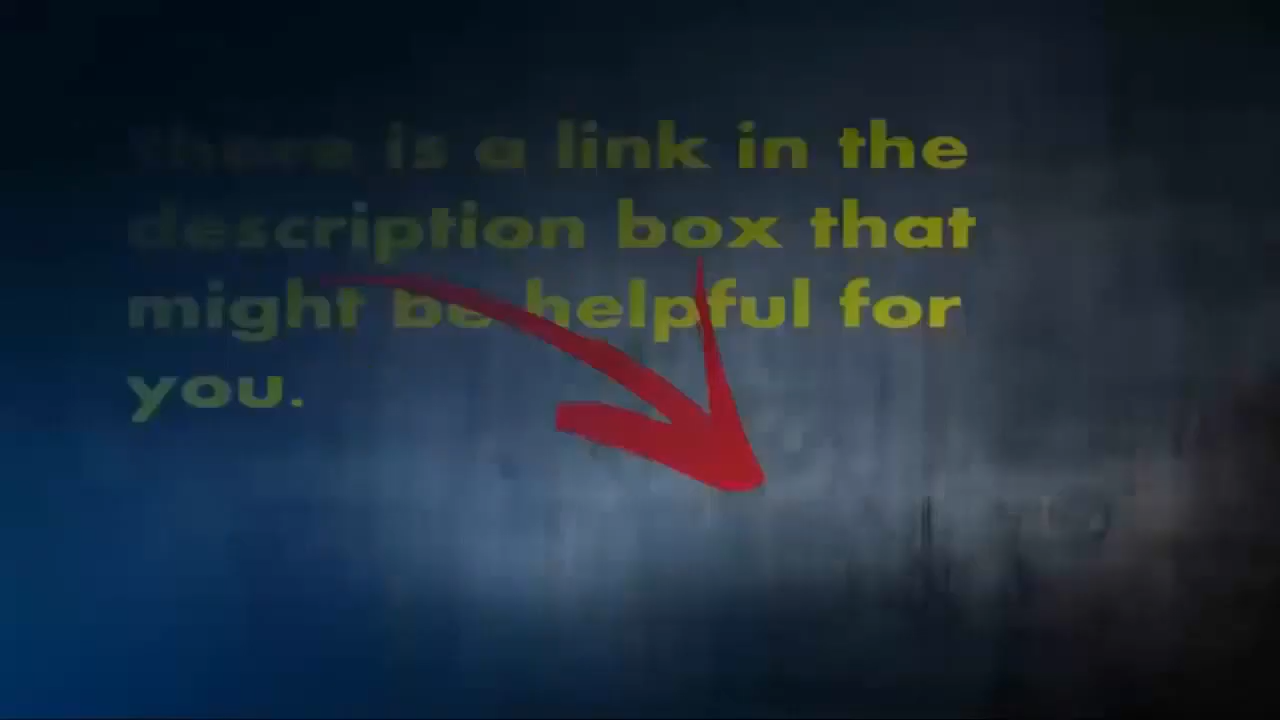 there is a link in the
description box that
might be helpful for
you.